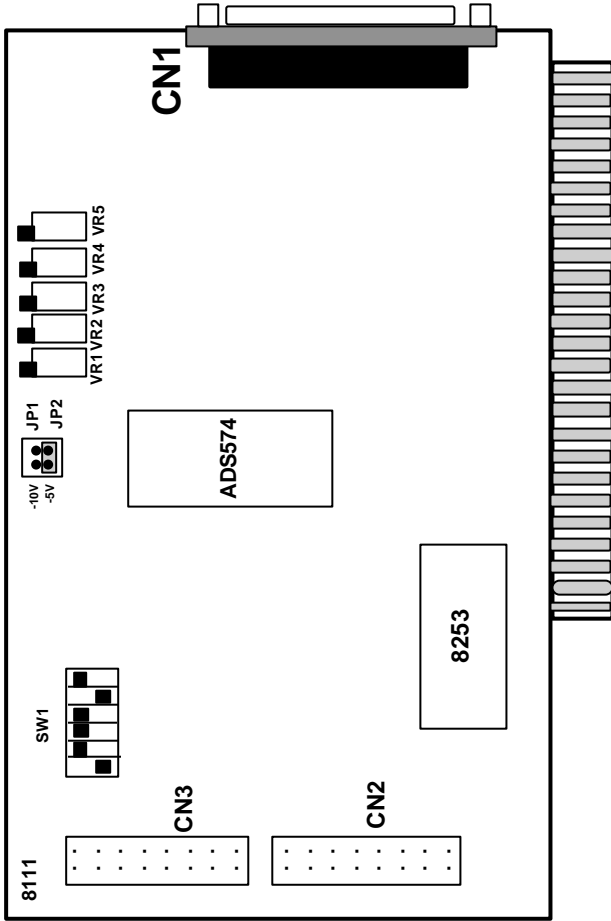 CN1
VR5
VR4
VR3
VR2
VR1
JP1
JP2
-10V
-5V
ADS574
8253
SW1
CN3
CN2
8111